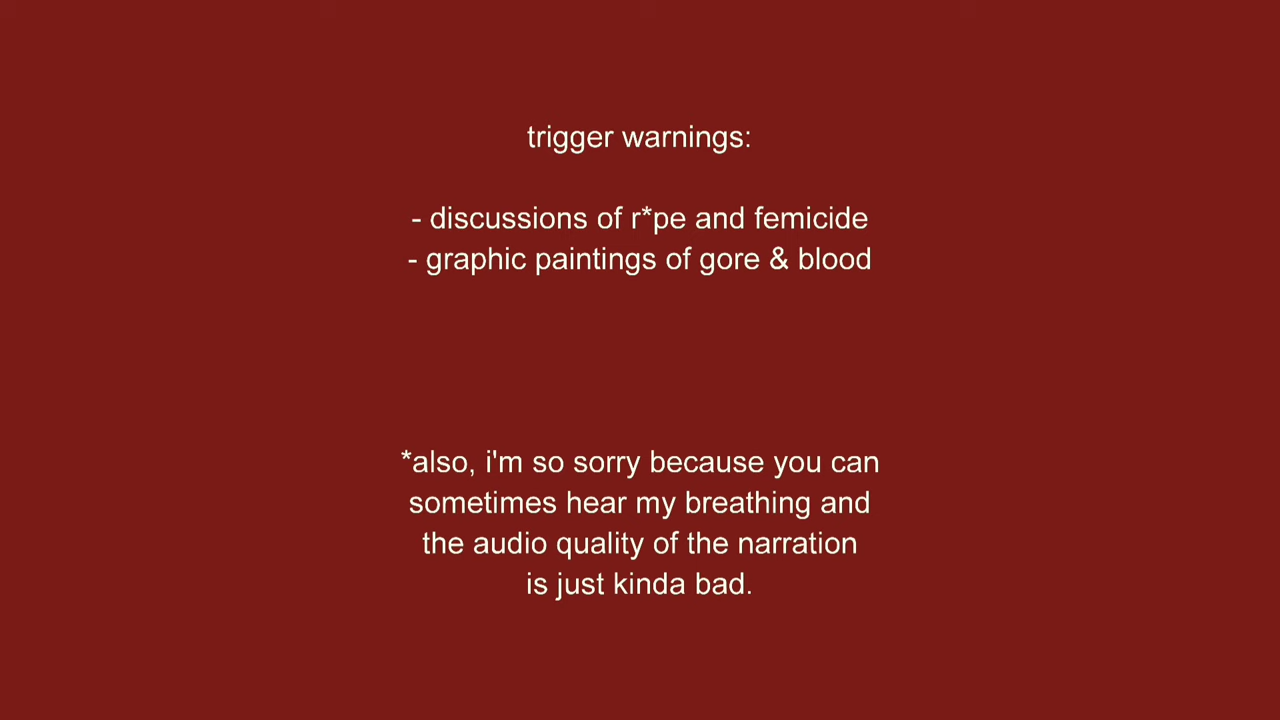 trigger warnings:
- discussions of r*pe and femicide
- graphic paintings of gore & blood
*also, i'm so sorry because you can
sometimes hear my breathing and
the audio quality of the narration
is just kinda bad.